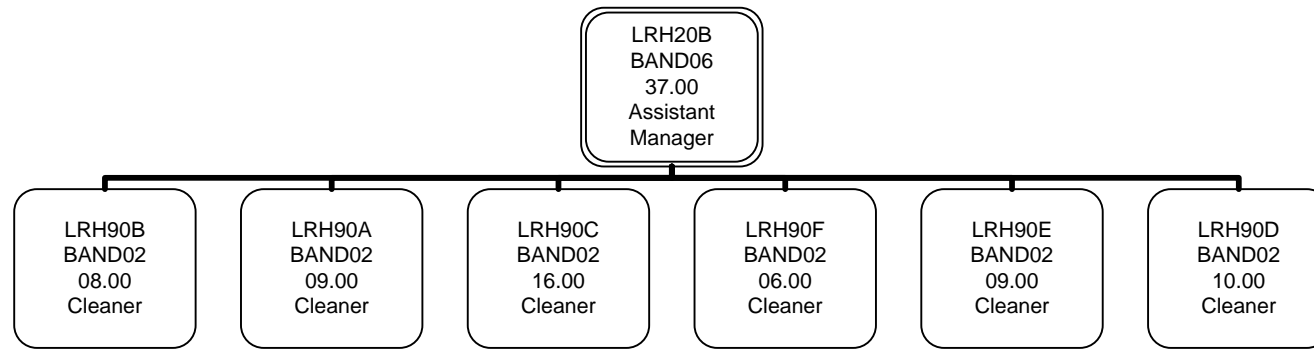 LRH20B
BAND06
37.00
Assistant
Manager
LRH90B
BAND02
08.00
Cleaner
LRH90A
BAND02
09.00
Cleaner
LRH90C
BAND02
16.00
Cleaner
LRH90F
BAND02
06.00
Cleaner
LRH90E
BAND02
09.00
Cleaner
LRH90D
BAND02
10.00
Cleaner